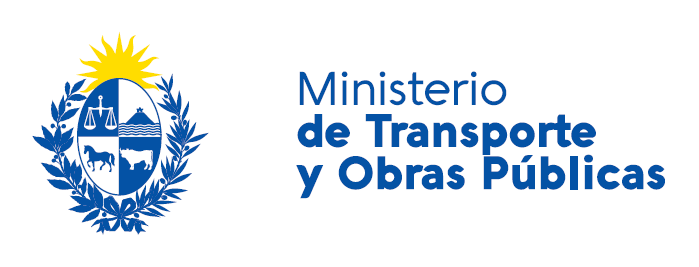 Ministerio
de Transporte
y Obras Públicas